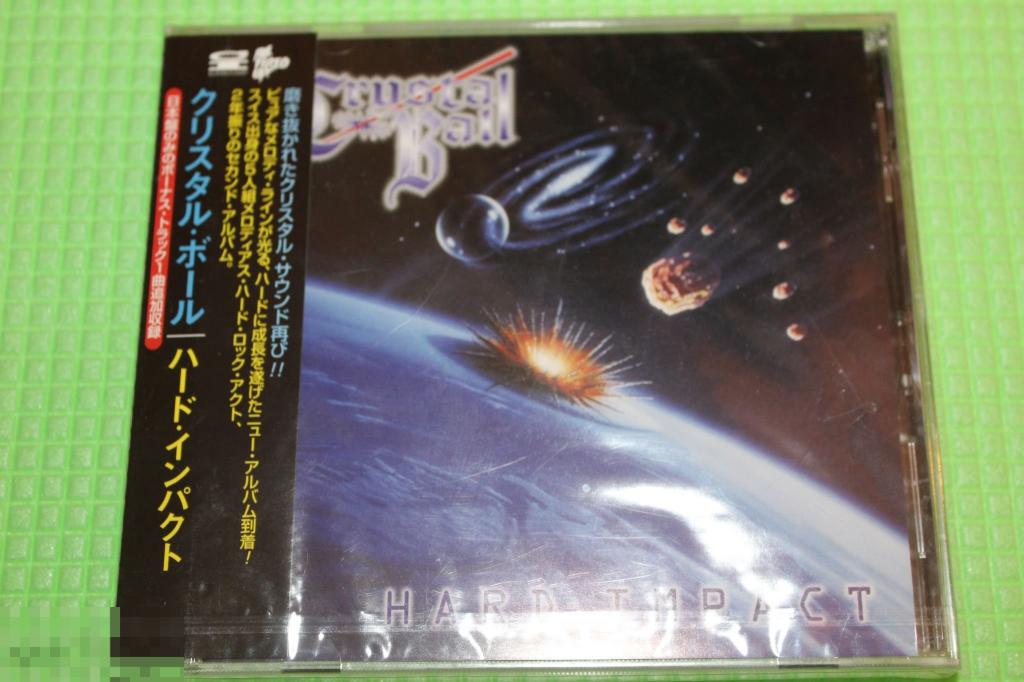 磨き抜かれたクリスタル・サウンド再び!!
ピュアなメロディ・ラインが光る、ハードに成長を遂げたニュー・アルバム到着!
スイス出身の5人組メロディアス・ハード・ロック・アクト、
2年振りのセカンド・アルバム。
クリスタル・ボール│ハード・インパクト
日本盤のみのボーナス・トラック1曲追加収録
Crystal
Ball
HARD IMPACT